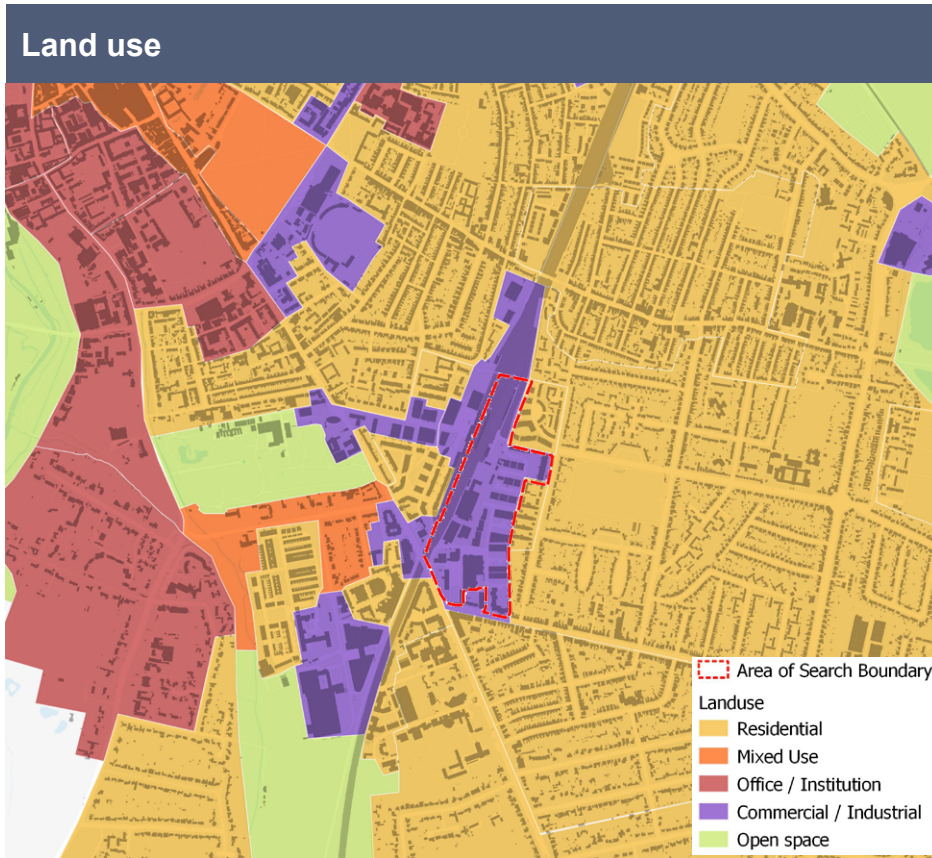 Land use
Area of Search Boundary
Landuse
Residential
Mixed Use
Office / Institution
Commercial / Industrial
Open space